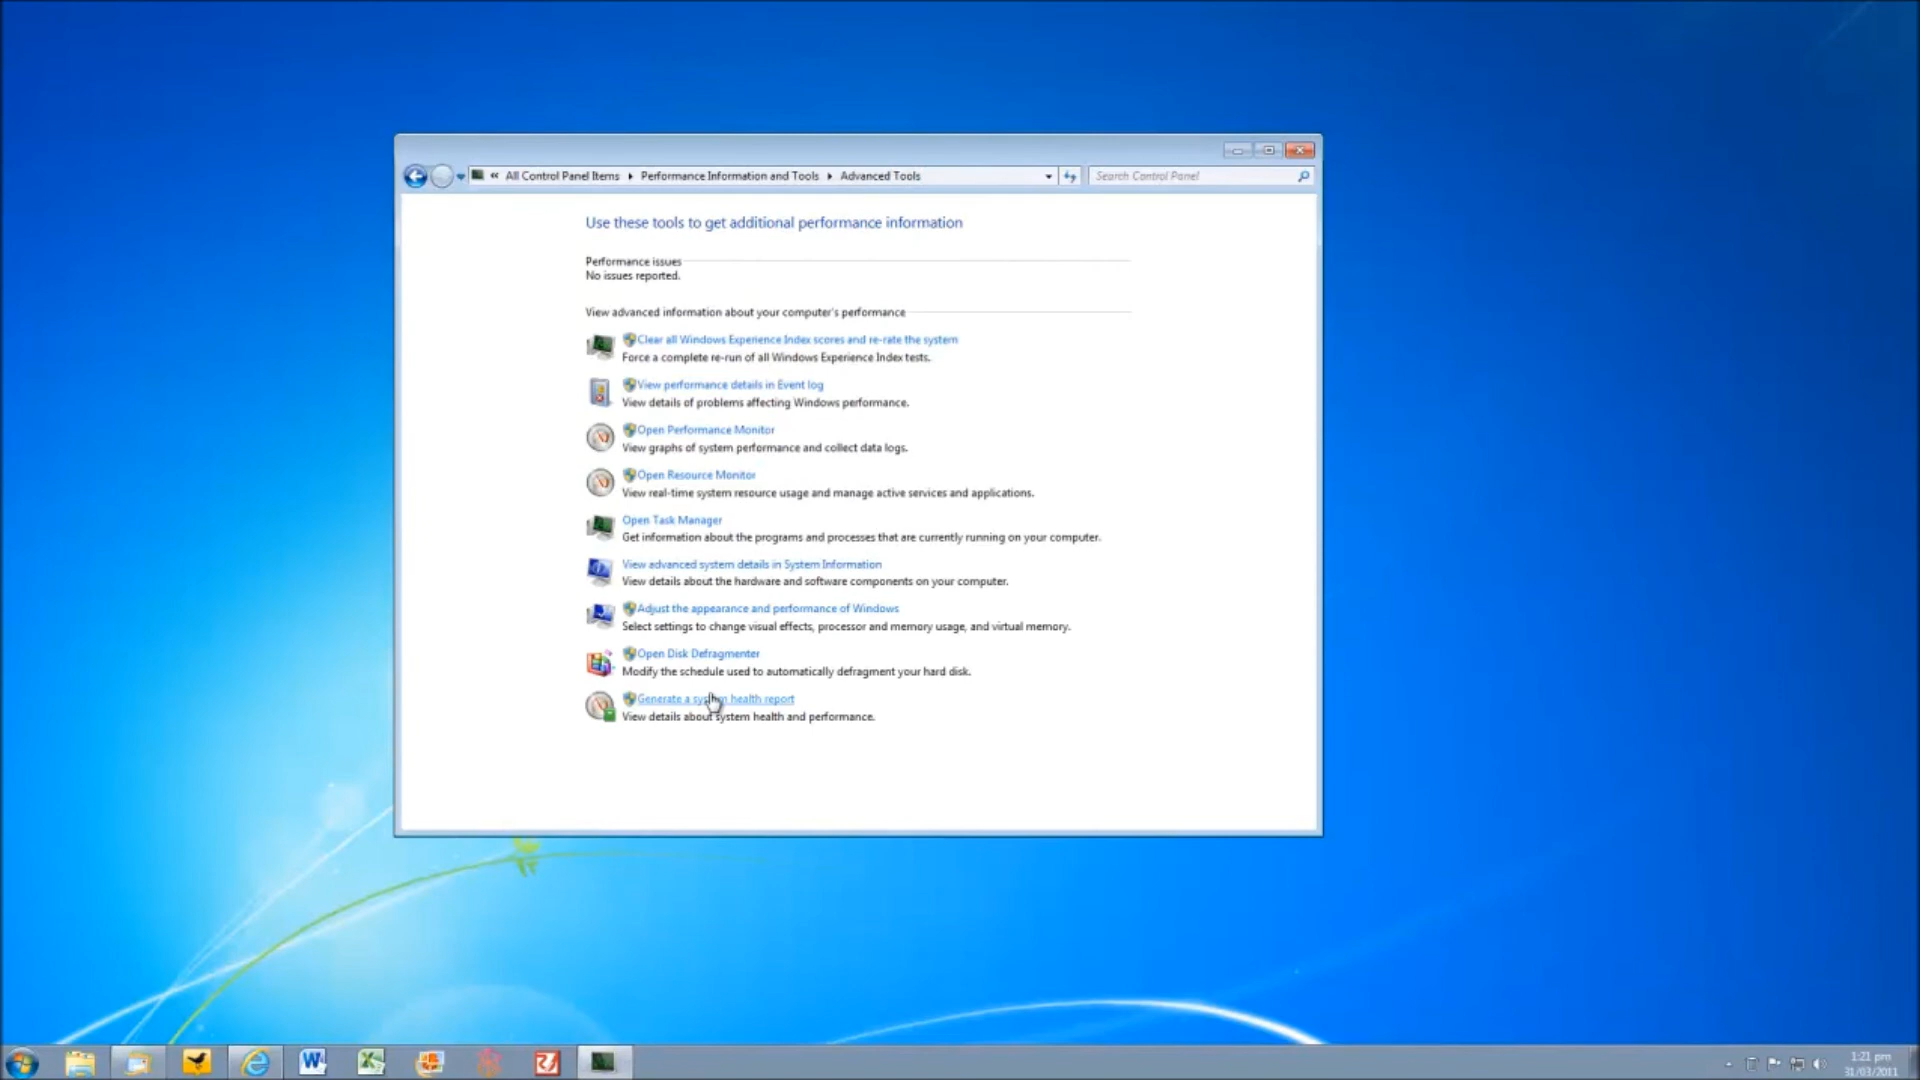 « All Control Panel Items ▸ Performance Information and Tools ▸ Advanced Tools
Search Control Panel
Use these tools to get additional performance information
Performance issues
No issues reported.
View advanced information about your computer's performance
Clear all Windows Experience Index scores and re-rate the system
Force a complete re-run of all Windows Experience Index tests.
View performance details in Event log
View details of problems affecting Windows performance.
Open Performance Monitor
View graphs of system performance and collect data logs.
Open Resource Monitor
View real-time system resource usage and manage active services and applications.
Open Task Manager
Get information about the programs and processes that are currently running on your computer.
View advanced system details in System Information
View details about the hardware and software components on your computer.
Adjust the appearance and performance of Windows
Select settings to change visual effects, processor and memory usage, and virtual memory.
Open Disk Defragmenter
Modify the schedule used to automatically defragment your hard disk.
Generate a system health report
View details about system health and performance.
1:21 pm
31/03/2011